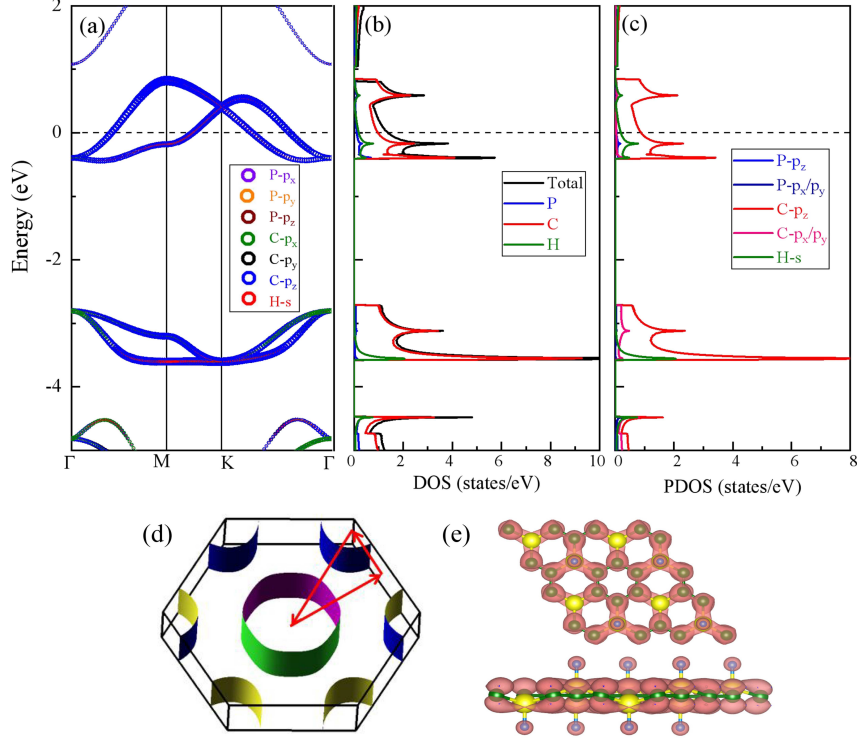 (a)
(b)
(c)
2
0
-2
-4
Energy (eV)
P-px
P-py
P-pz
C-px
C-py
C-pz
H-s
Total
P
C
H
P-pz
P-px/py
C-pz
C-px/py
H-s
Γ M K Γ
0 2 4 6 8 10
DOS (states/eV)
0 2 4 6 8
PDOS (states/eV)
(d)
(e)